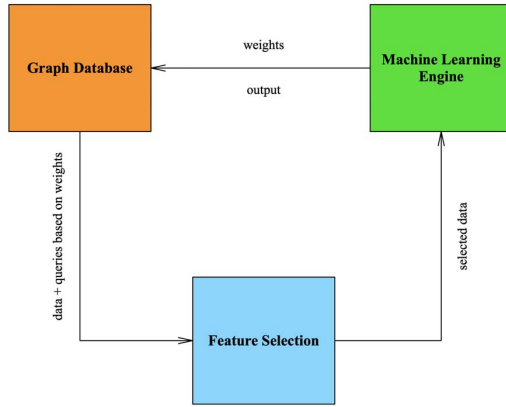 weights
Graph Database
Machine Learning
Engine
output
data + queries based on weights
selected data
Feature Selection